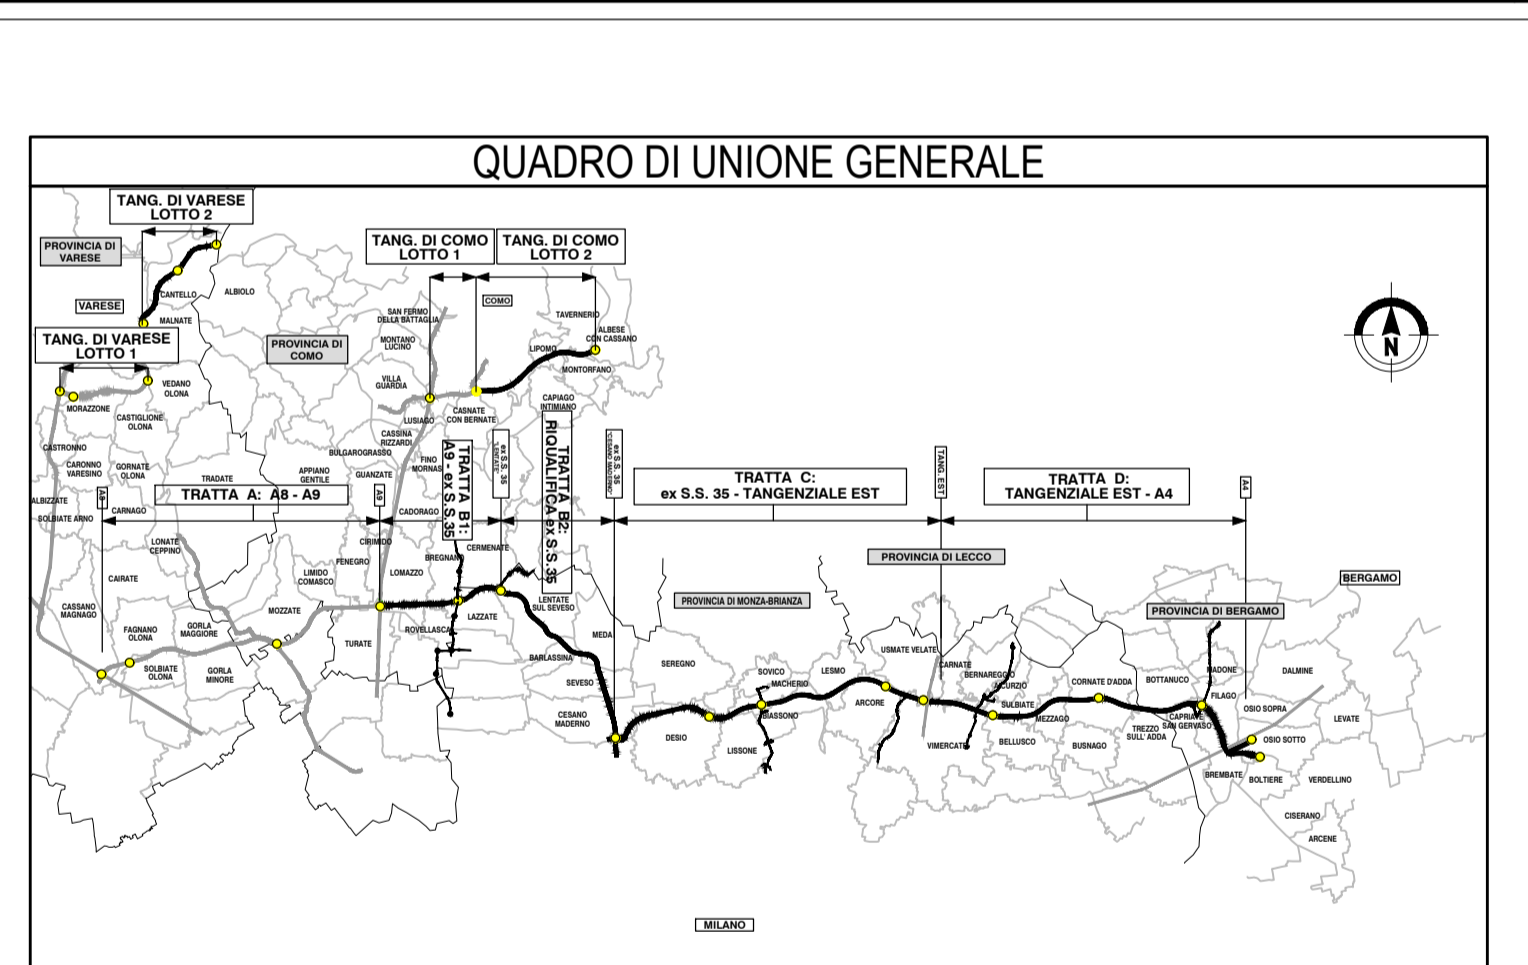 QUADRO DI UNIONE GENERALE
TANG. DI VARESE
LOTTO 2
PROVINCIA DI
VARESE
TANG. DI COMO
LOTTO 1
TANG. DI COMO
LOTTO 2
CANTELLO
ALBIOLO
VARESE
MALNATE
COMO
SAN FERMO
DELLA BATTAGLIA
TAVERNERIO
ALBESE
CON CASSANO
TANG. DI VARESE
LOTTO 1
PROVINCIA DI
COMO
MONTANO
LUCINO
LIPOMO
MONTORFANO
N
VEDANO
OLONA
VILLA
GUARDIA
MORAZZONE
CASTIGLIONE
OLONA
LUSIAGO
CASNATE
CON BERNATE
CAPIAGO
INTIMIANO
CASSINA
RIZZARDI
CASTRONNO
BULGAROGRASSO
CARONNO
VARESINO
GORNATE
OLONA
TRADATE
APPIANO
GENTILE
GUANZATE
FINO
MORNAS
TRATTA B1:
A9 - ex S.S.35
ex S.S. 35
"LENTATE"
TRATTA B2:
RIQUALIFICA ex S.S.35
ex S.S. 35
"CESANO MADERNO"
TRATTA C:
ex S.S. 35 - TANGENZIALE EST
TANG. EST
TRATTA D:
TANGENZIALE EST - A4
A4
ALBIZZATE
A8
TRATTA A: A8 - A9
A9
SOLBIATE ARNO
CARNAGO
CADORAGO
LONATE
CEPPINO
CIRIMIDO
FENEGRO
BREGNANO
CERMENATE
PROVINCIA DI LECCO
CAIRATE
LIMIDO
COMASCO
LOMAZZO
BERGAMO
CASSANO
MAGNAGO
MOZZATE
LAZZATE
LENTATE
SUL SEVESO
PROVINCIA DI MONZA-BRIANZA
PROVINCIA DI BERGAMO
FAGNANO
OLONA
GORLA
MAGGIORE
TURATE
ROVELLASCA
MEDA
USMATE VELATE
SOLBIATE
OLONA
GORLA
MINORE
BARLASSINA
SEREGNO
SOVICO
MACHERIO
LESMO
CARNATE
BERNAREGGIO
AICURZIO
CORNATE D'ADDA
BOTTANUCO
MADONE
DALMINE
SEVESO
ARCORE
SULBIATE
FILAGO
OSIO SOPRA
CESANO
MADERNO
BIASSONO
MEZZAGO
CAPRIATE
SAN GERVASO
LEVATE
DESIO
LISSONE
VIMERCATE
BELLUSCO
BUSNAGO
TREZZO
SULL' ADDA
OSIO SOTTO
BREMBATE
BOLTIERE
VERDELLINO
CISERANO
ARCENE
MILANO